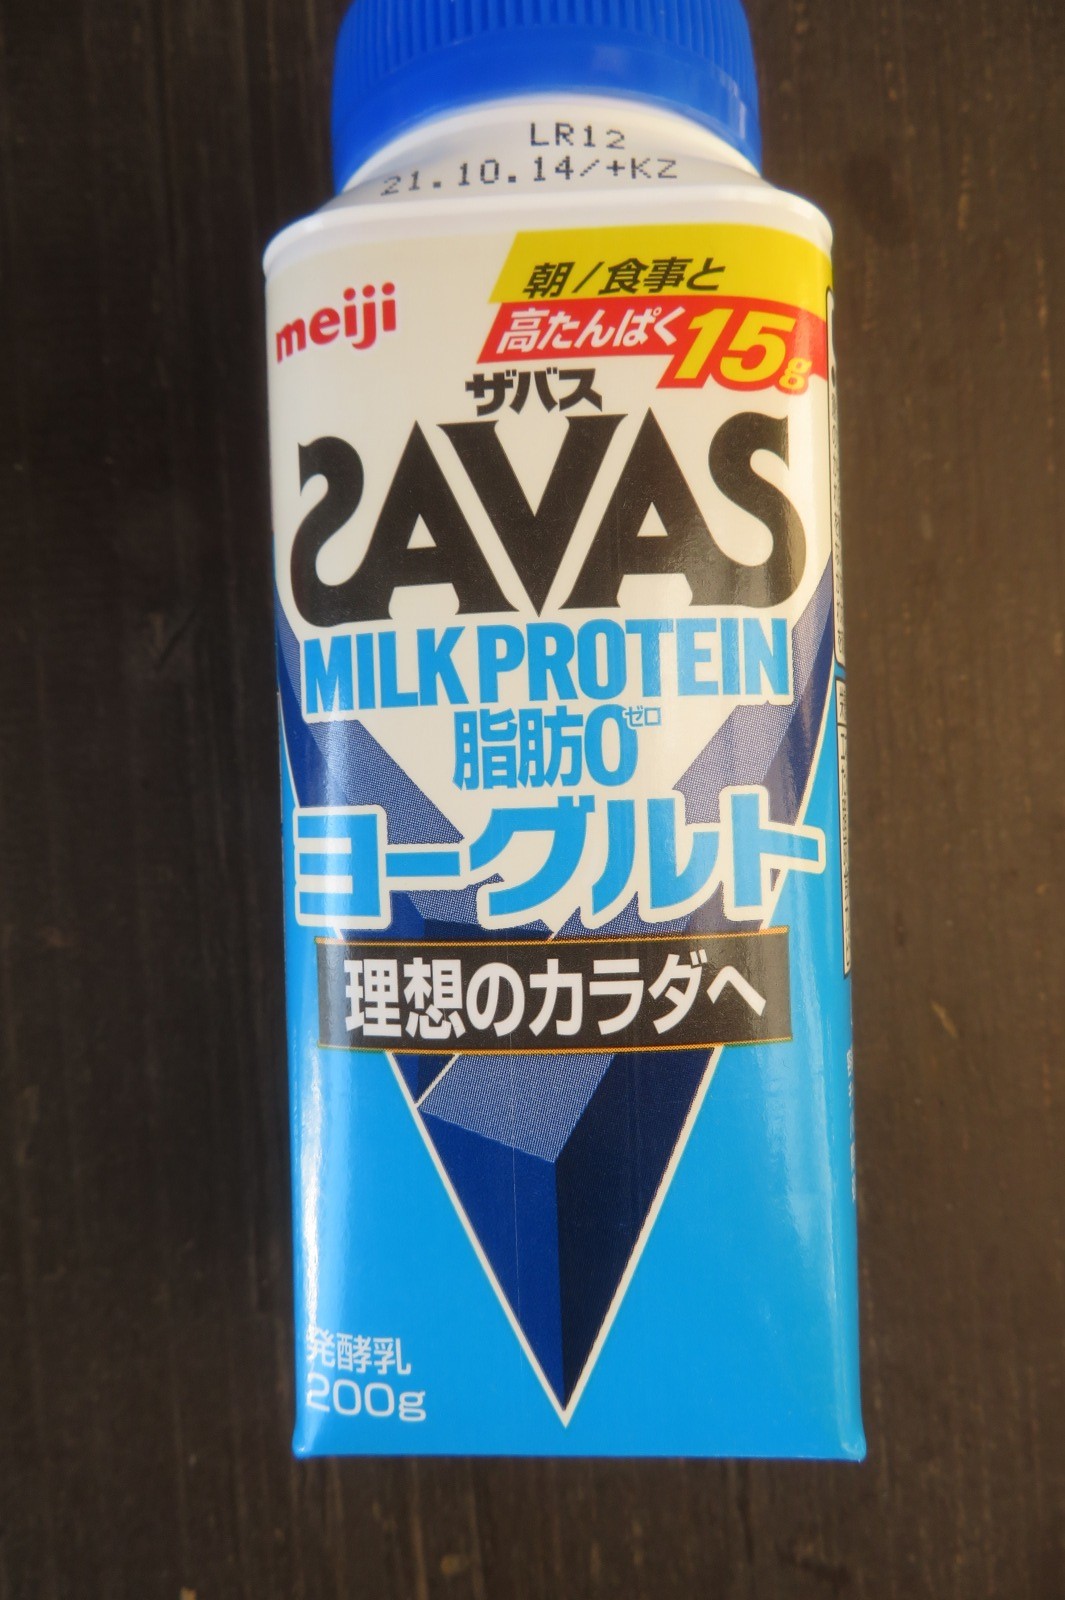 LR12
21.10.14/+KZ
meiji
朝/食事と
高たんぱく15g
ザバス
SAVAS
MILK PROTEIN
脂肪0ゼロ
ヨーグルト
理想のカラダへ
発酵乳
200g